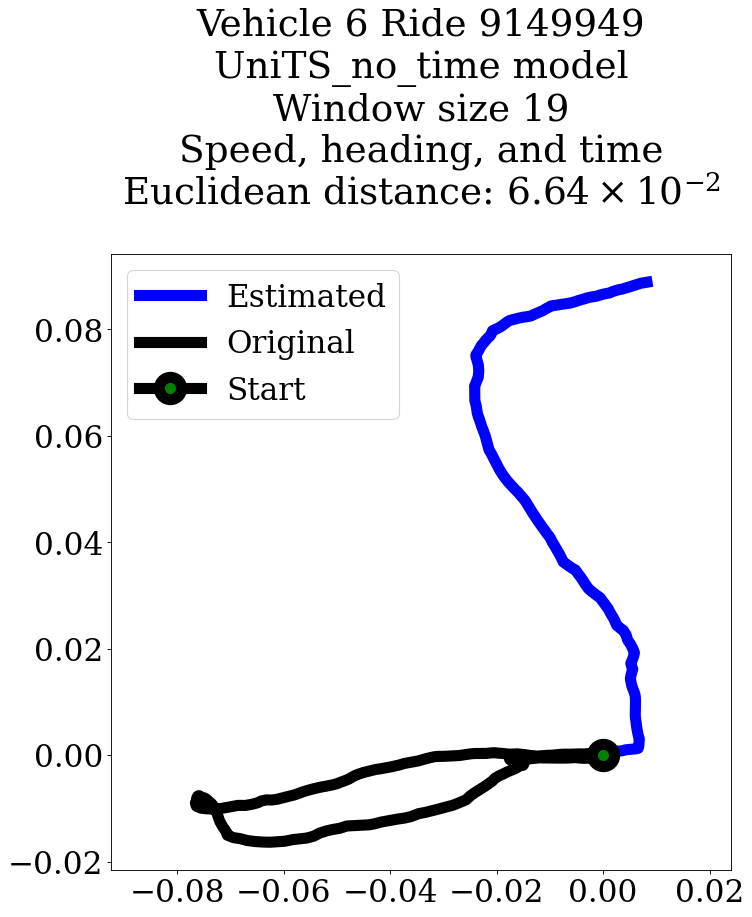 Vehicle 6 Ride 9149949
UniTS_no_time model
Window size 19
Speed, heading, and time
Euclidean distance: 6.64 × 10⁻²
Estimated
Original
Start
0.08
0.06
0.04
0.02
0.00
−0.02
−0.08 −0.06 −0.04 −0.02 0.00 0.02